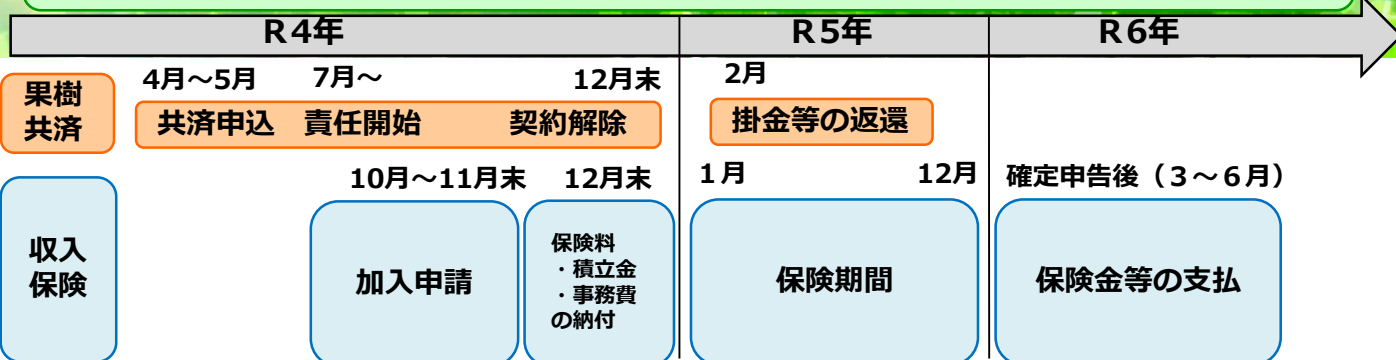 R4年 R5年 R6年
果樹
共済
4月～5月 7月～ 12月末 2月
共済申込 責任開始 契約解除 掛金等の返還
10月～11月末 12月末 1月 12月 確定申告後（３～６月）
収入
保険
加入申請
保険料
・積立金
・事務費
の納付
保険期間
保険金等の支払